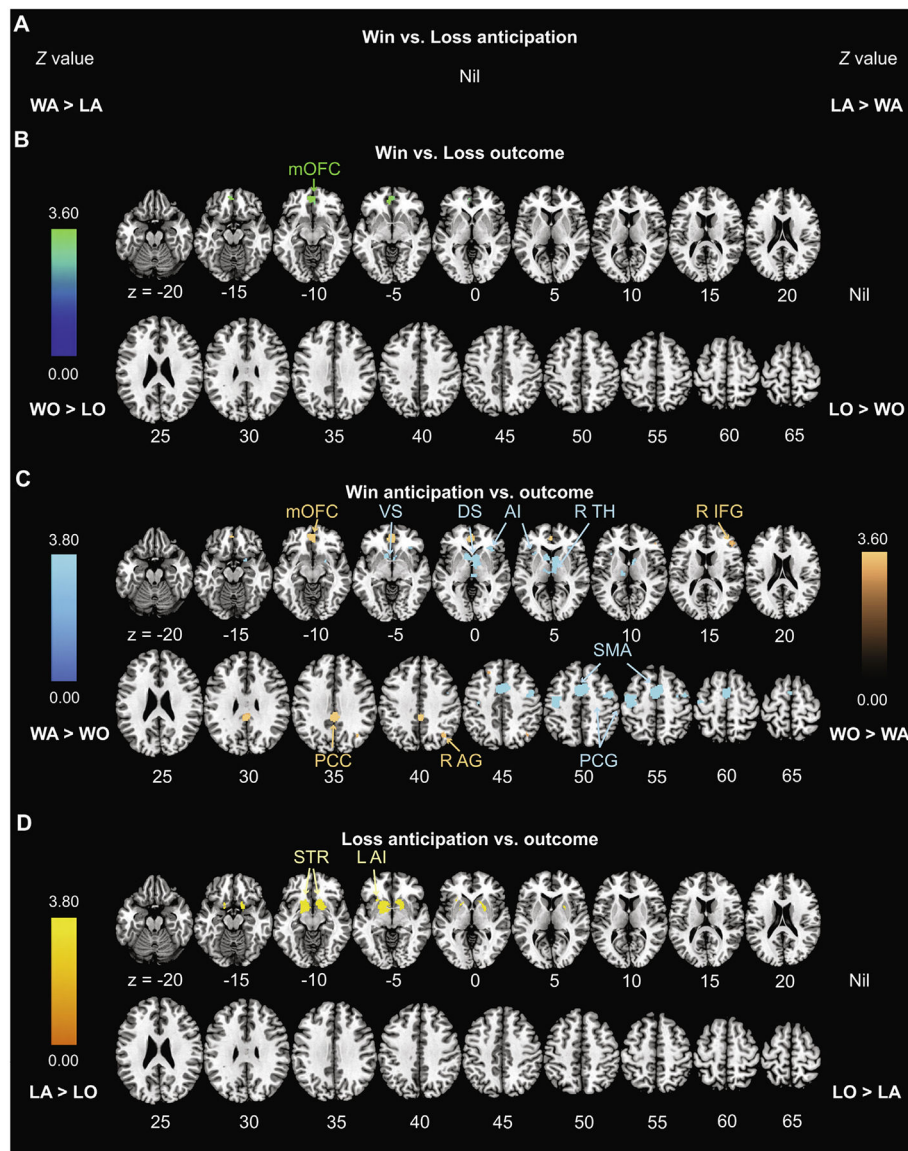 A
Win vs. Loss anticipation
Z value
Nil
Z value
WA > LA
LA > WA
B
Win vs. Loss outcome
mOFC
3.60
z = -20 -15 -10 -5 0 5 10 15 20 Nil
0.00
WO > LO
LO > WO
25 30 35 40 45 50 55 60 65
C
Win anticipation vs. outcome
mOFC VS DS AI R TH R IFG
3.80
3.60
z = -20 -15 -10 -5 0 5 10 15 20
SMA
0.00
0.00
WA > WO
WO > WA
PCC R AG PCG
25 30 35 40 45 50 55 60 65
D
Loss anticipation vs. outcome
STR L AI
3.80
z = -20 -15 -10 -5 0 5 10 15 20 Nil
0.00
LA > LO
LO > LA
25 30 35 40 45 50 55 60 65